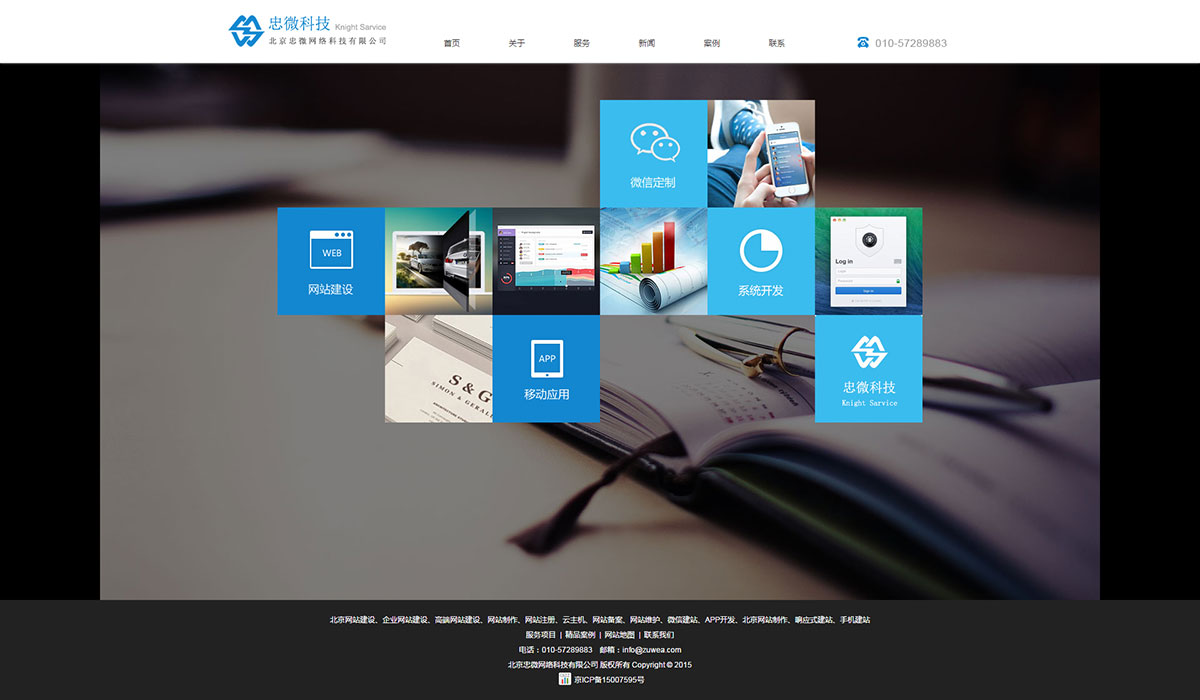 忠微科技 Knight Sarvice
北京忠微网络科技有限公司
首页 关于 服务 新闻 案例 联系
010-57289883
微信定制
WEB
网站建设
系统开发
Log in
Login
Password
Sign In
S & G
SIMON & GERAL
APP
移动应用
忠微科技
Knight Sarvice
北京网站建设、企业网站建设、高端网站建设、网站制作、网站注册、云主机、网站备案、网站维护、微信建站、APP开发、北京网站制作、响应式建站、手机建站
服务项目 | 精品案例 | 网站地图 | 联系我们
电话：010-57289883 邮箱：info@zuwea.com
北京忠微网络科技有限公司 版权所有 Copyright © 2015
京ICP备15007595号